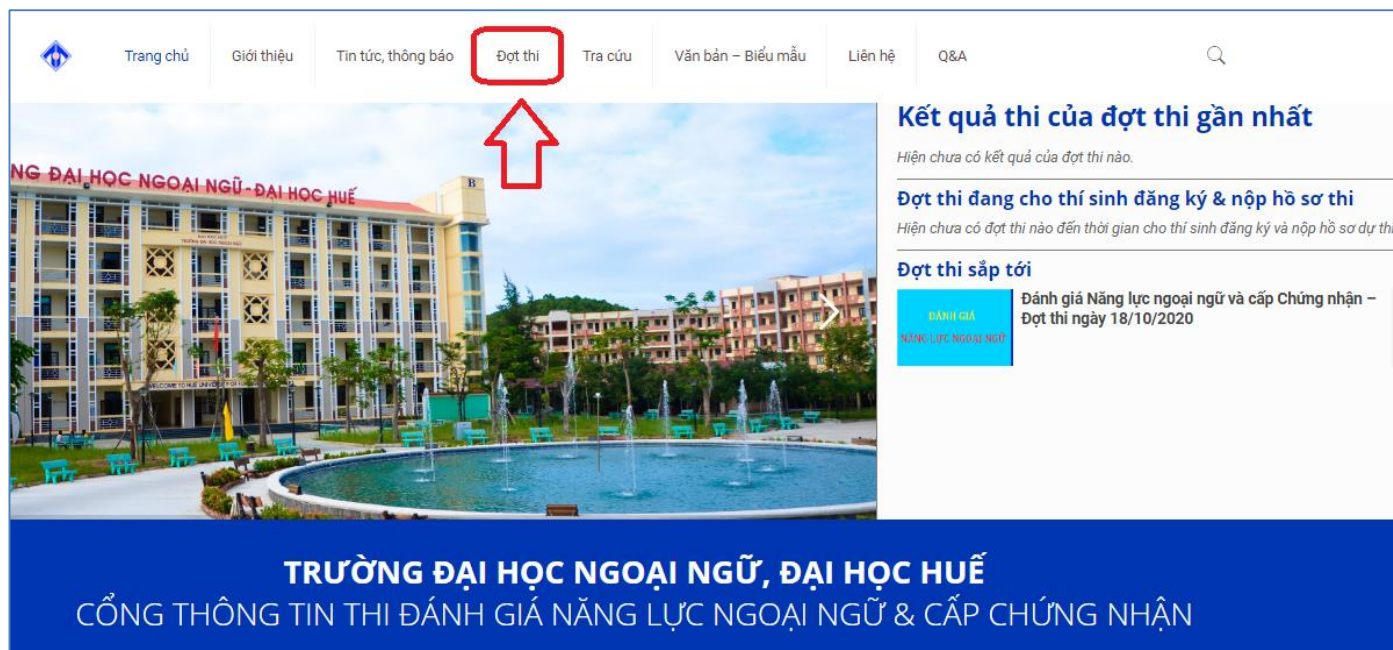 Trang chủ
Giới thiệu
Tin tức, thông báo
Đợt thi
Tra cứu
Văn bản – Biểu mẫu
Liên hệ
Q&A
NG ĐẠI HỌC NGOẠI NGỮ - ĐẠI HỌC HUẾ
B
Kết quả thi của đợt thi gần nhất
Hiện chưa có kết quả của đợt thi nào.
Đợt thi đang cho thí sinh đăng ký & nộp hồ sơ thi
Hiện chưa có đợt thi nào đến thời gian cho thí sinh đăng ký và nộp hồ sơ dự thi
Đợt thi sắp tới
ĐÁNH GIÁ
NĂNG LỰC NGOẠI NGỮ
Đánh giá Năng lực ngoại ngữ và cấp Chứng nhận –
Đợt thi ngày 18/10/2020
TRƯỜNG ĐẠI HỌC NGOẠI NGỮ, ĐẠI HỌC HUẾ
CỔNG THÔNG TIN THI ĐÁNH GIÁ NĂNG LỰC NGOẠI NGỮ & CẤP CHỨNG NHẬN